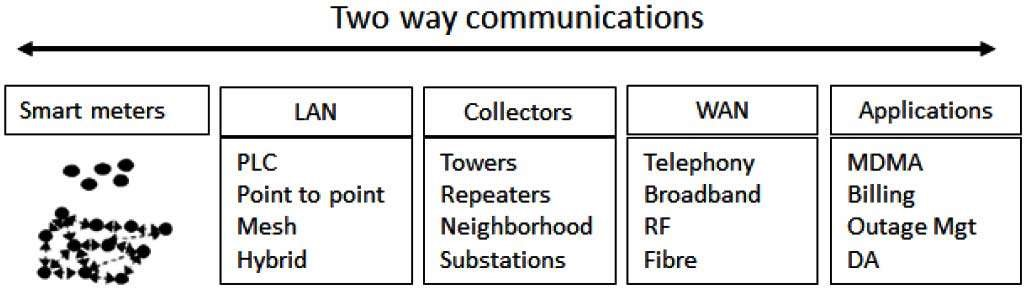 Two way communications
Smart meters
LAN
PLC
Point to point
Mesh
Hybrid
Collectors
Towers
Repeaters
Neighborhood
Substations
WAN
Telephony
Broadband
RF
Fibre
Applications
MDMA
Billing
Outage Mgt
DA